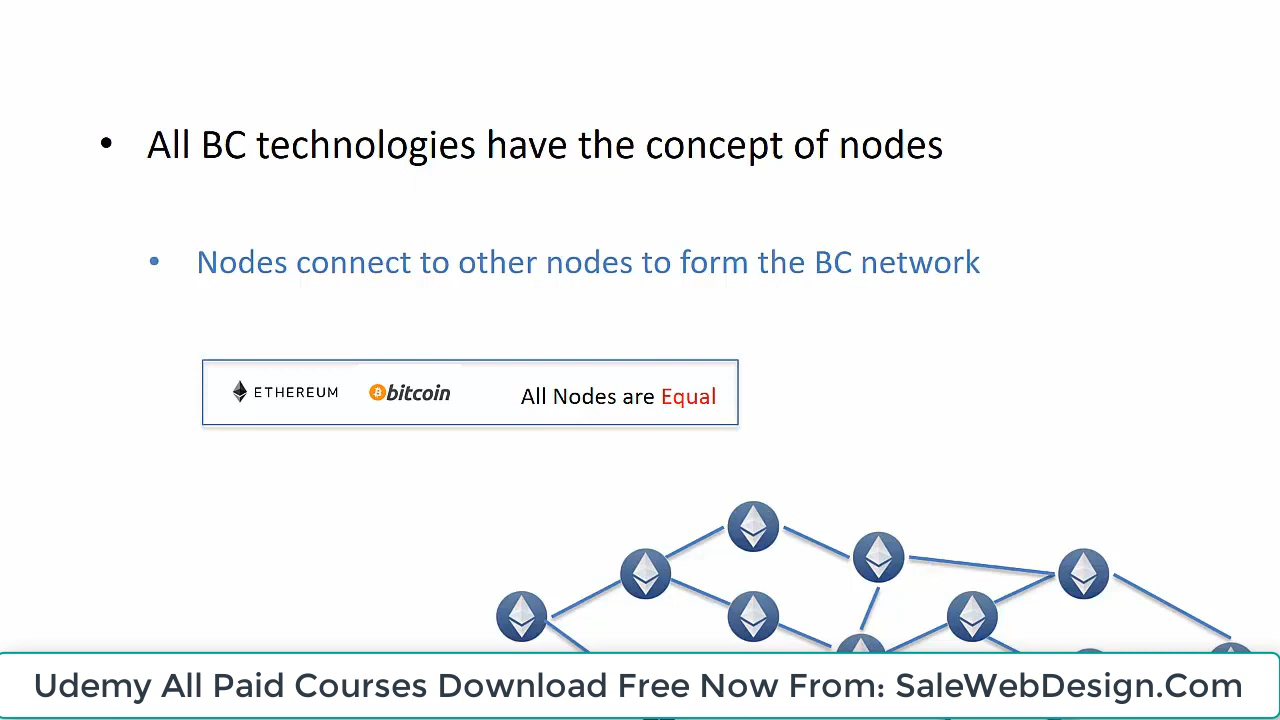 • All BC technologies have the concept of nodes
• Nodes connect to other nodes to form the BC network
ETHEREUM bitcoin All Nodes are Equal
Udemy All Paid Courses Download Free Now From: SaleWebDesign.Com